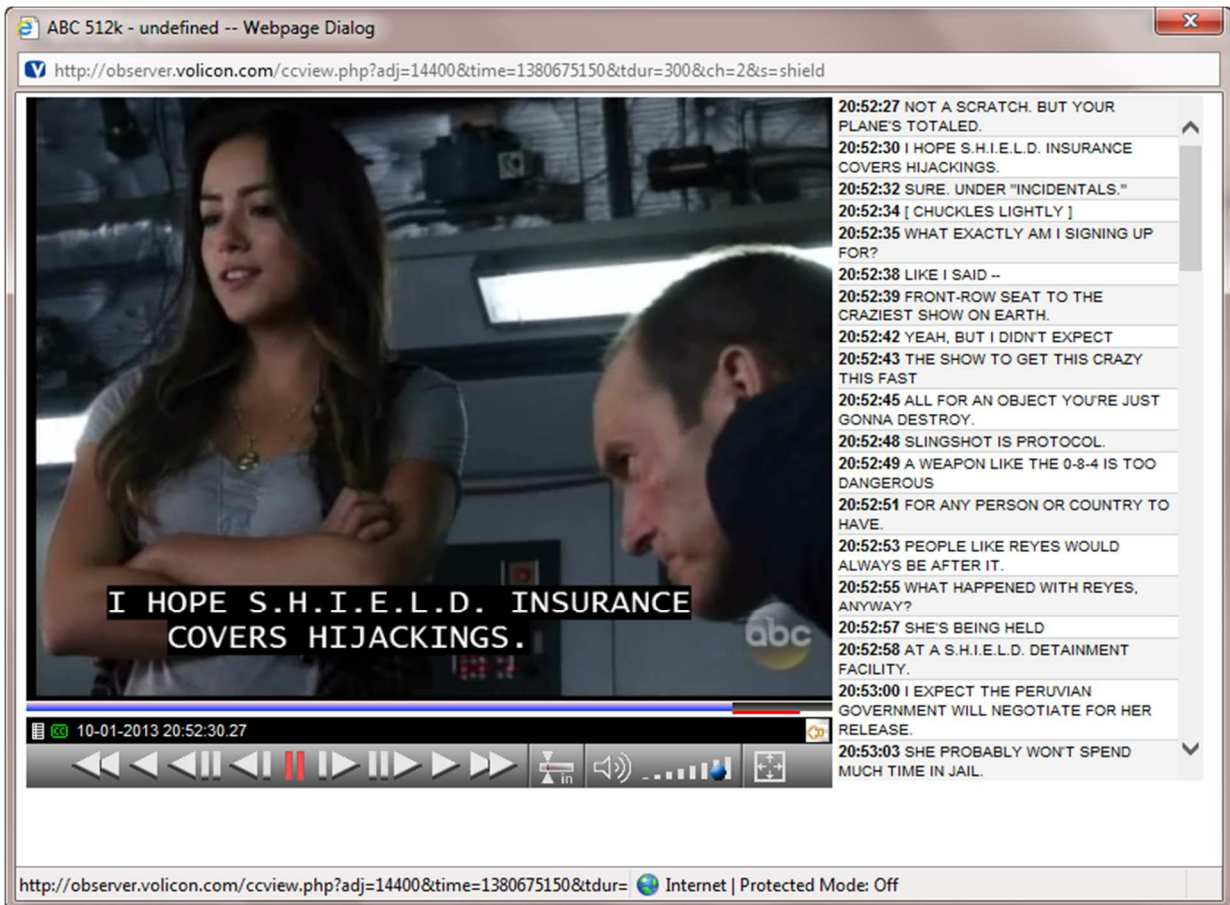 ABC 512k - undefined -- Webpage Dialog
http://observer.volicon.com/ccview.php?adj=14400&time=1380675150&tdur=300&ch=2&s=shield
I HOPE S.H.I.E.L.D. INSURANCE
COVERS HIJACKINGS.
abc
20:52:27 NOT A SCRATCH. BUT YOUR
PLANE'S TOTALED.
20:52:30 I HOPE S.H.I.E.L.D. INSURANCE
COVERS HIJACKINGS.
20:52:32 SURE. UNDER "INCIDENTALS."
20:52:34 [ CHUCKLES LIGHTLY ]
20:52:35 WHAT EXACTLY AM I SIGNING UP
FOR?
20:52:38 LIKE I SAID --
20:52:39 FRONT-ROW SEAT TO THE
CRAZIEST SHOW ON EARTH.
20:52:42 YEAH, BUT I DIDN'T EXPECT
20:52:43 THE SHOW TO GET THIS CRAZY
THIS FAST
20:52:45 ALL FOR AN OBJECT YOU'RE JUST
GONNA DESTROY.
20:52:48 SLINGSHOT IS PROTOCOL.
20:52:49 A WEAPON LIKE THE 0-8-4 IS TOO
DANGEROUS
20:52:51 FOR ANY PERSON OR COUNTRY TO
HAVE.
20:52:53 PEOPLE LIKE REYES WOULD
ALWAYS BE AFTER IT.
20:52:55 WHAT HAPPENED WITH REYES,
ANYWAY?
20:52:57 SHE'S BEING HELD
20:52:58 AT A S.H.I.E.L.D. DETAINMENT
FACILITY.
20:53:00 I EXPECT THE PERUVIAN
GOVERNMENT WILL NEGOTIATE FOR HER
RELEASE.
20:53:03 SHE PROBABLY WON'T SPEND
MUCH TIME IN JAIL.
CC 10-01-2013 20:52:30.27
in
http://observer.volicon.com/ccview.php?adj=14400&time=1380675150&tdur= Internet | Protected Mode: Off